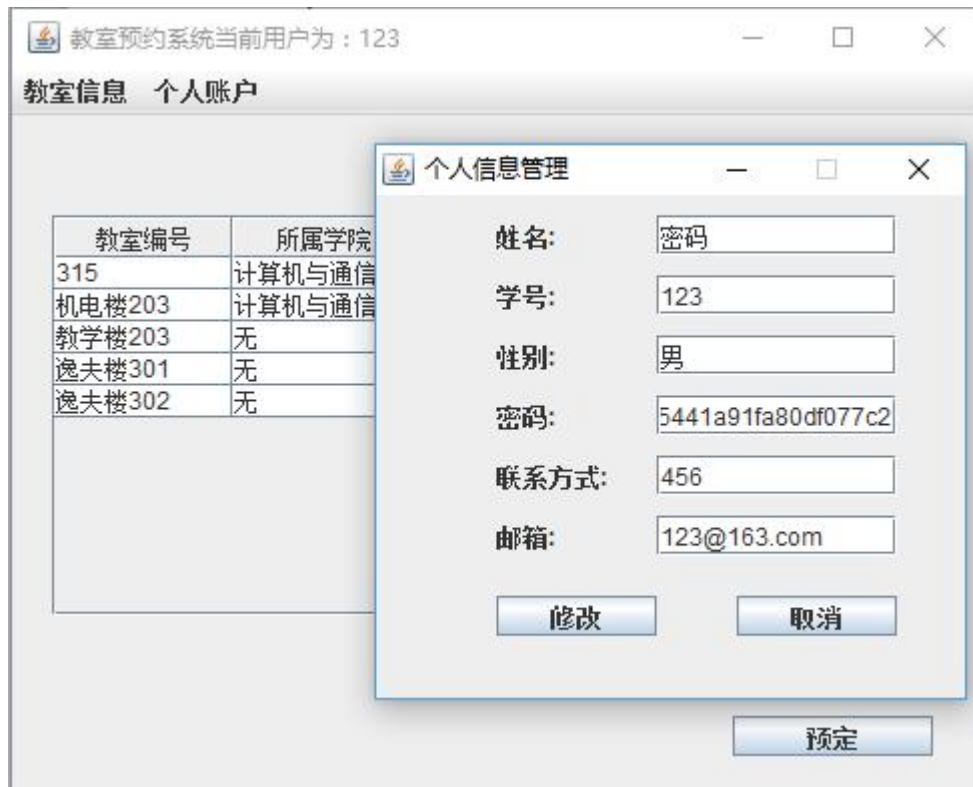 教室预约系统当前用户为：123
教室信息 个人账户
教室编号 所属学院
315 计算机与通信
机电楼203 计算机与通信
教学楼203 无
逸夫楼301 无
逸夫楼302 无
个人信息管理
姓名: 密码
学号: 123
性别: 男
密码: 5441a91fa80df077c2
联系方式: 456
邮箱: 123@163.com
修改 取消
预定